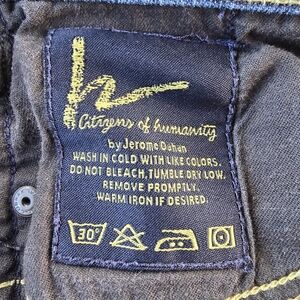 Citizens of humanity
by Jerome Dahan
WASH IN COLD WITH LIKE COLORS.
DO NOT BLEACH, TUMBLE DRY LOW.
REMOVE PROMPTLY.
WARM IRON IF DESIRED.
30°